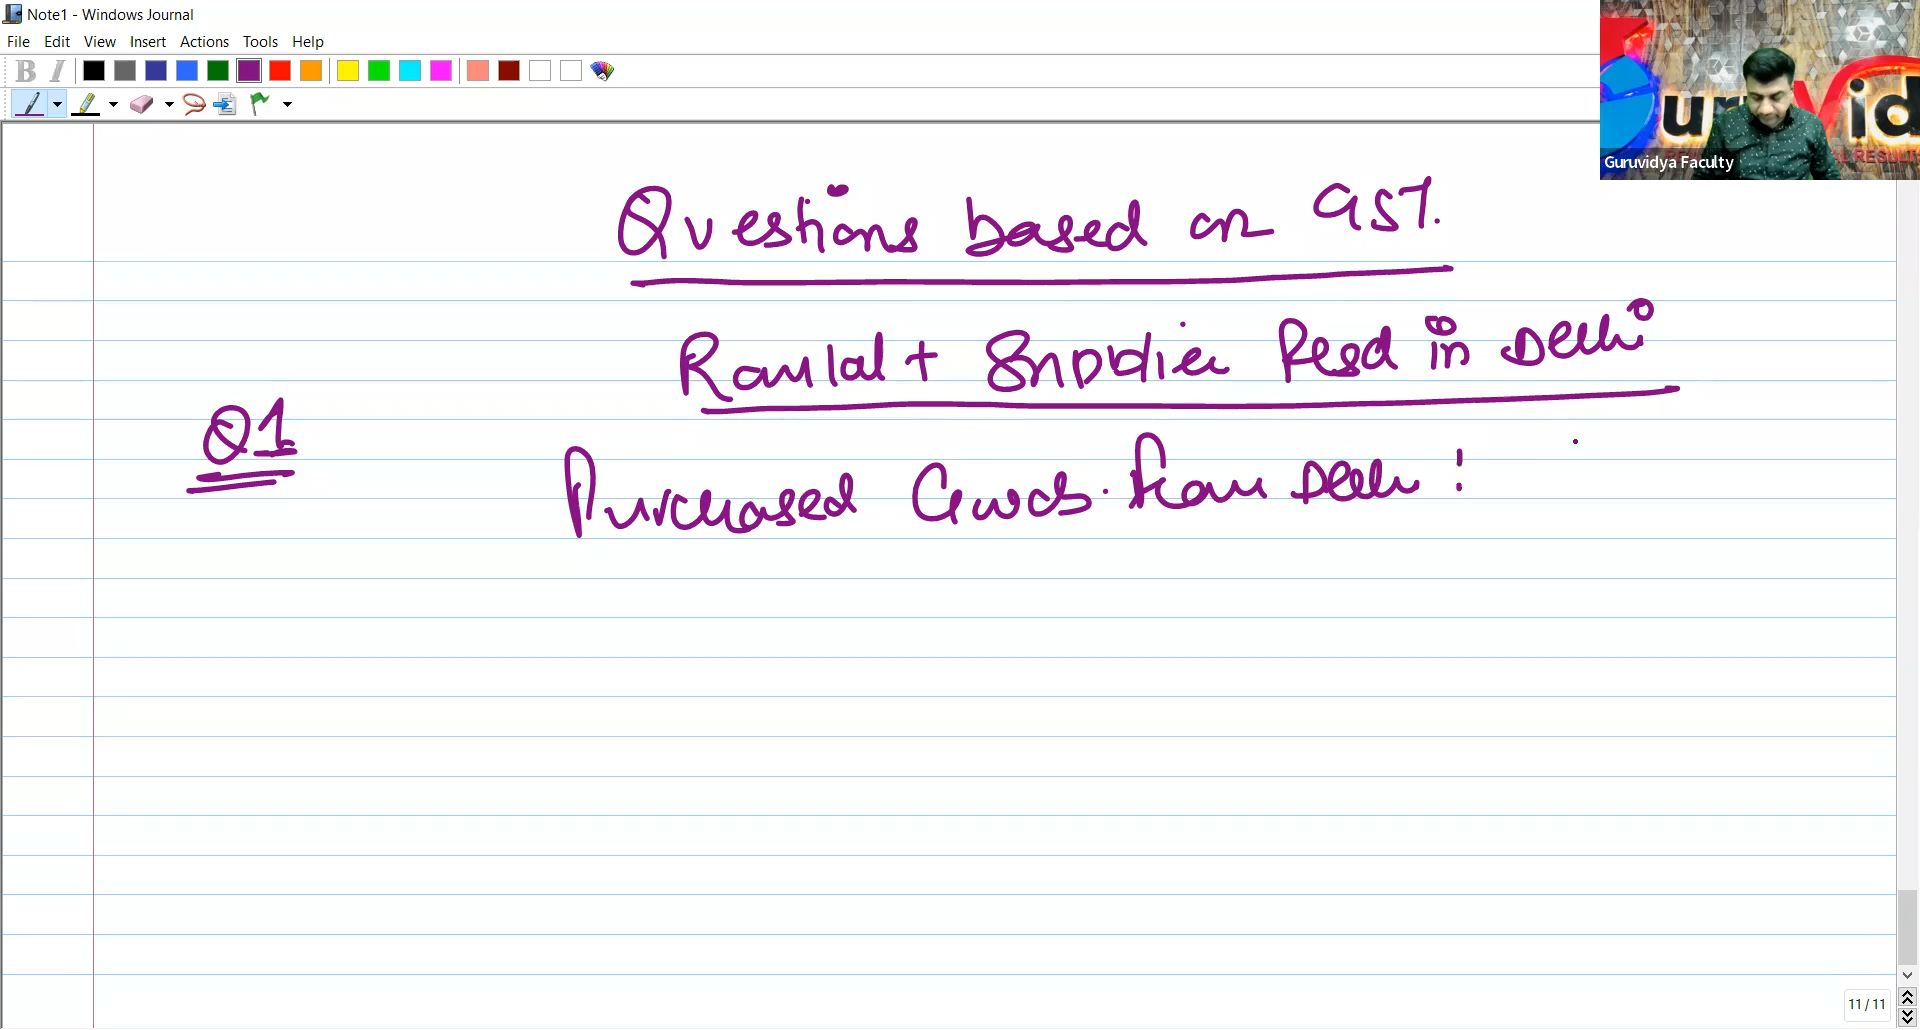 Note1 - Windows Journal
File Edit View Insert Actions Tools Help
B I
Guruvidya Faculty
Questions based on GST.
Ramlal + Supplier Regd in Delhi
Q1
Purchased Goods from Delhi :
11 / 11